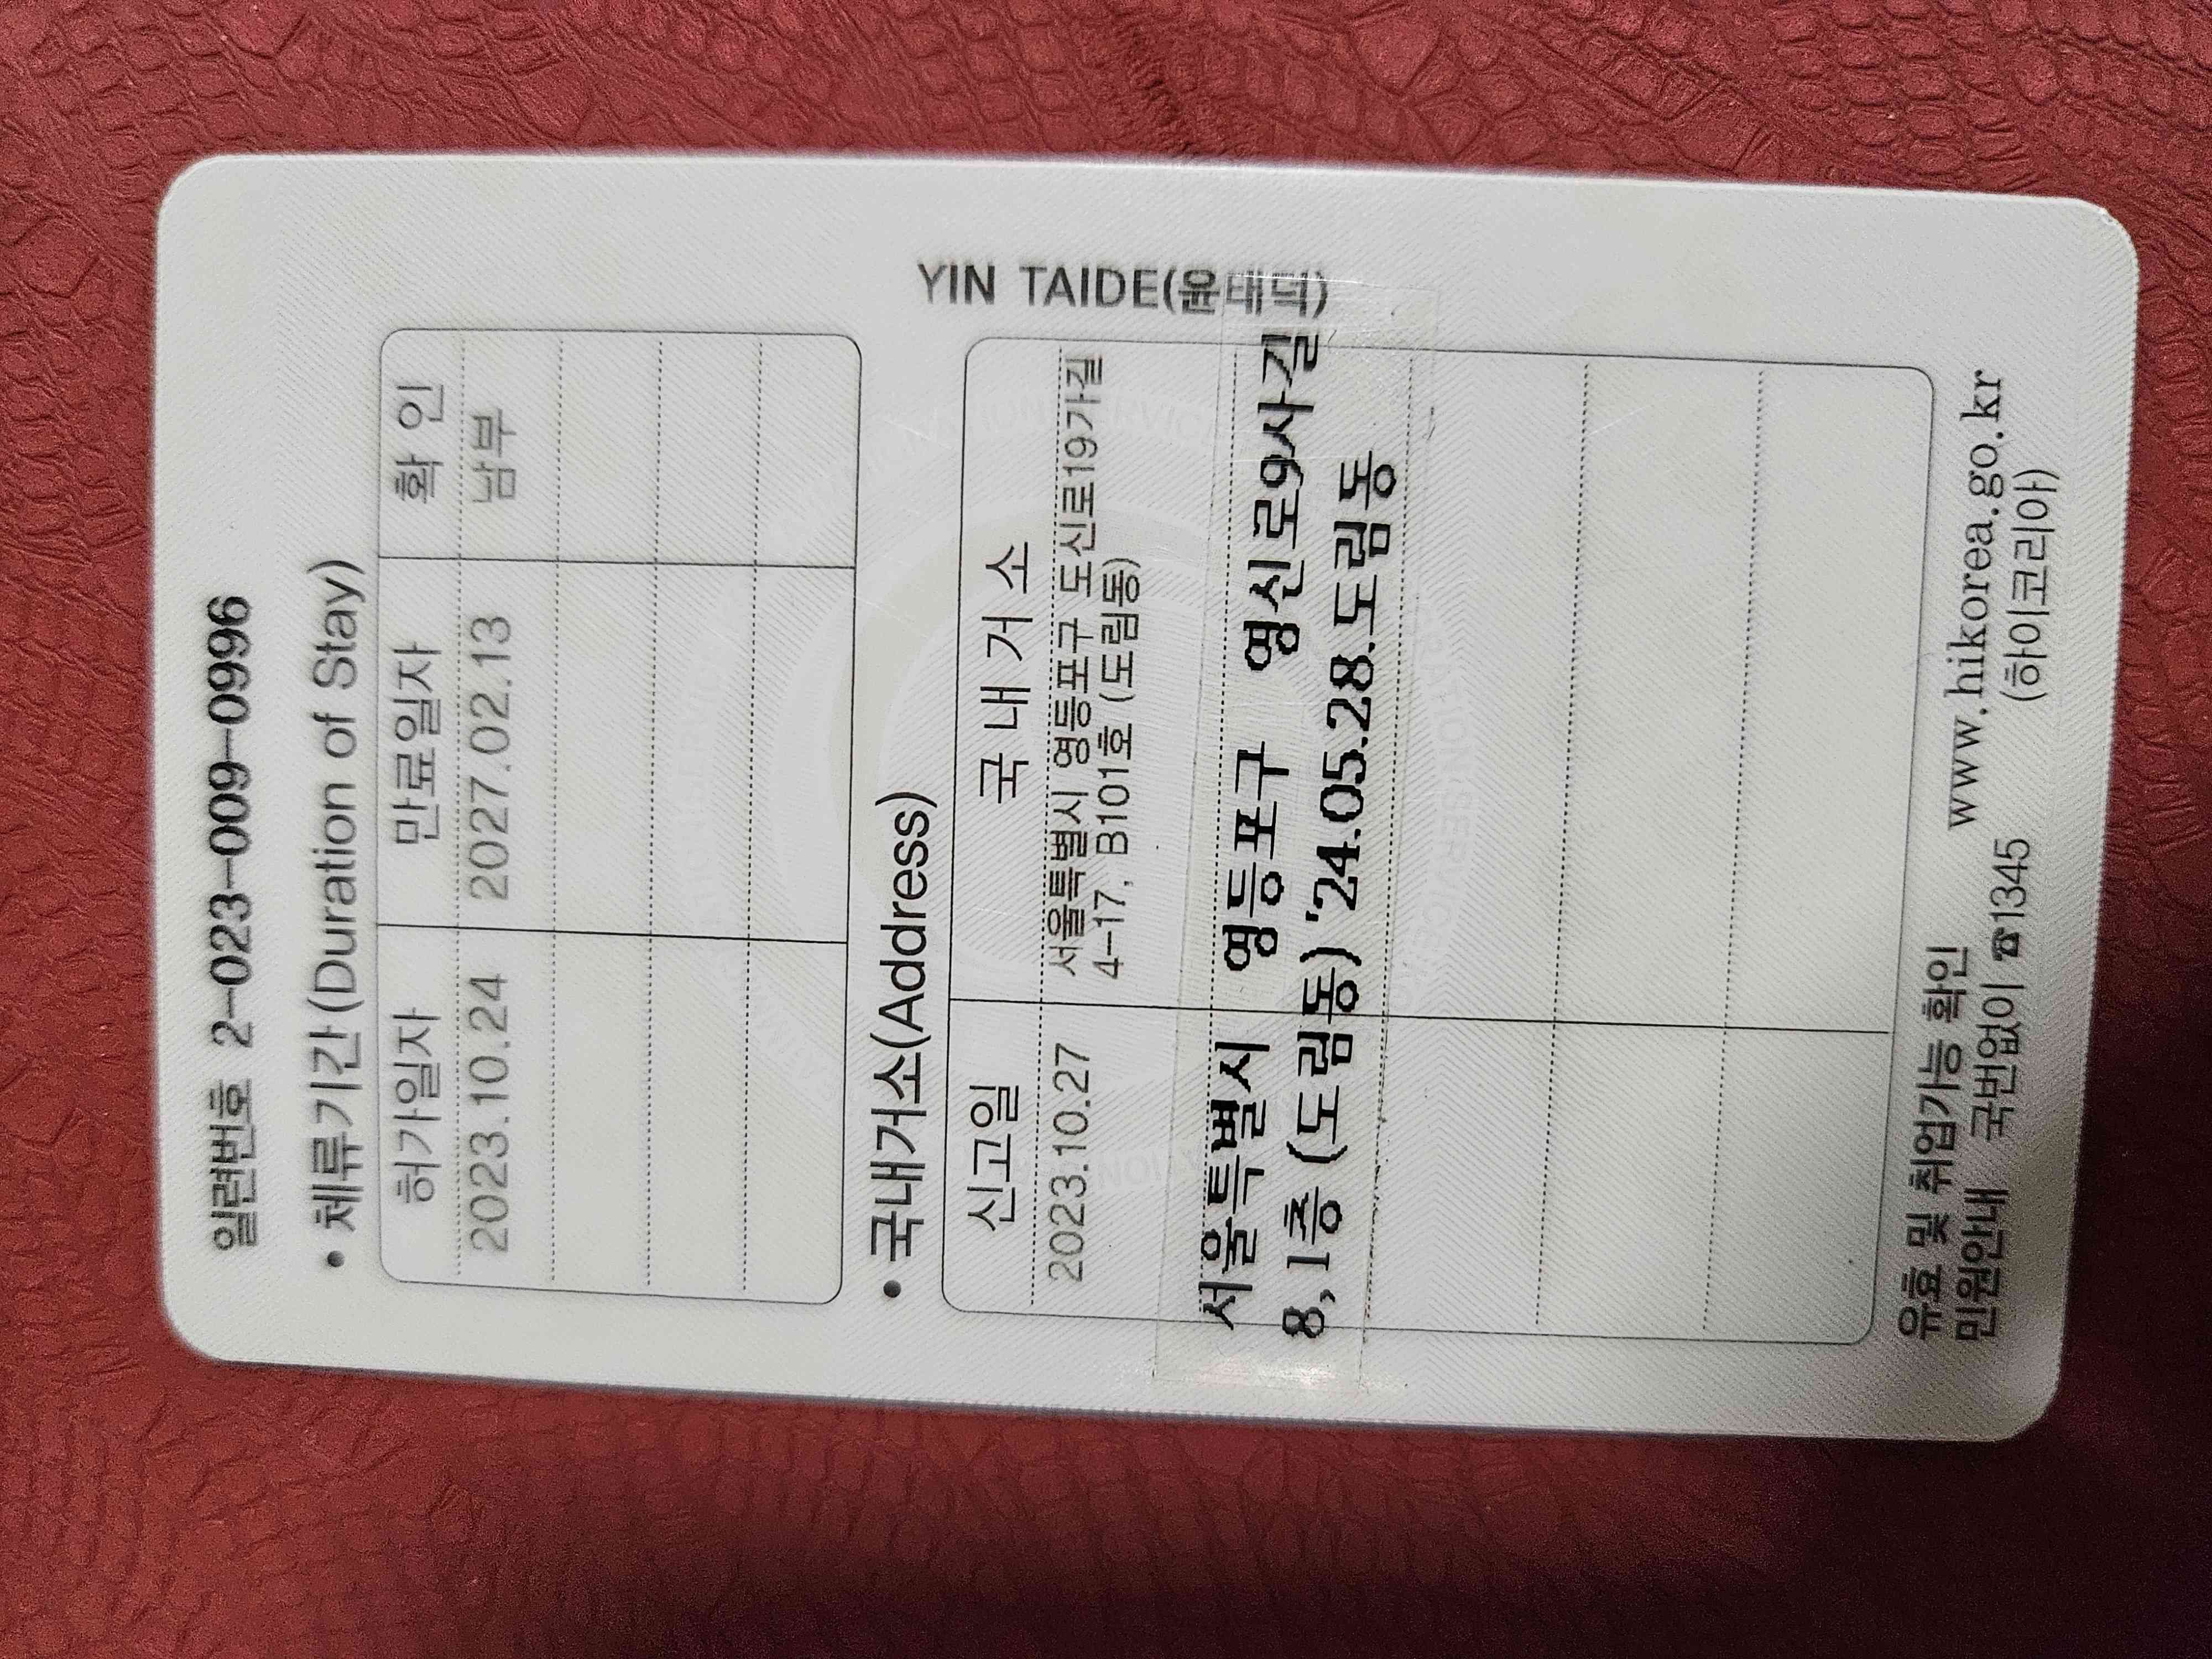 일련번호 2-023-009-0996
• 체류기간(Duration of Stay)
허가일자 만료일자 확 인
2023.10.24 2027.02.13 남부
YIN TAIDE(윤태덕)
• 국내거소(Address)
신고일 국 내 거 소
2023.10.27 서울특별시 영등포구 도신로19가길
4-17, B101호 (도림동)
서울특별시 영등포구 영신로9사길
8,1층 (도림동)'24.05.28.도림동
유효 및 취업가능 확인 www.hikorea.go.kr
민원안내 국번없이 ☎1345 (하이코리아)